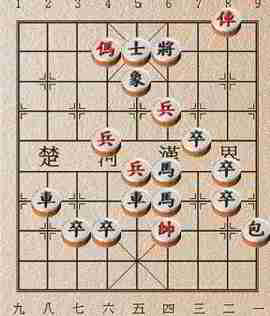 1 2 3 4 5 6 7 8 9
俥
傌 士 將
象
兵
兵 卒
楚 河 漢 界
兵 馬 卒
車 車 馬 卒
卒 卒 帥 包
九 八 七 六 五 四 三 二 一